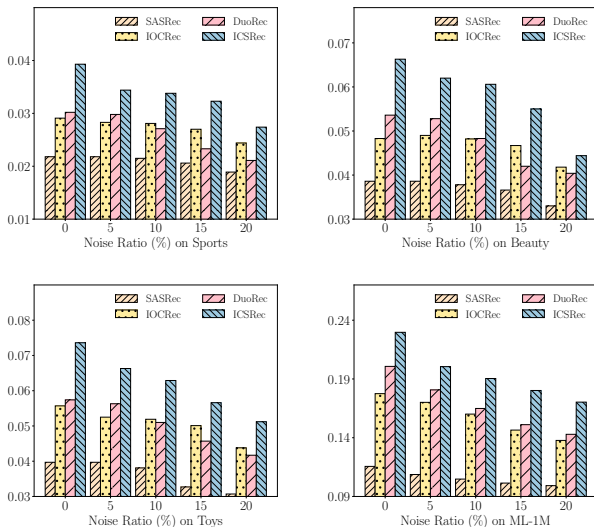 SASRec DuoRec
IOCRec ICSRec
0.04
0.03
0.02
0.01
0 5 10 15 20
Noise Ratio (%) on Sports
SASRec DuoRec
IOCRec ICSRec
0.07
0.06
0.05
0.04
0.03
0 5 10 15 20
Noise Ratio (%) on Beauty
SASRec DuoRec
IOCRec ICSRec
0.08
0.07
0.06
0.05
0.04
0.03
0 5 10 15 20
Noise Ratio (%) on Toys
SASRec DuoRec
IOCRec ICSRec
0.24
0.19
0.14
0.09
0 5 10 15 20
Noise Ratio (%) on ML-1M